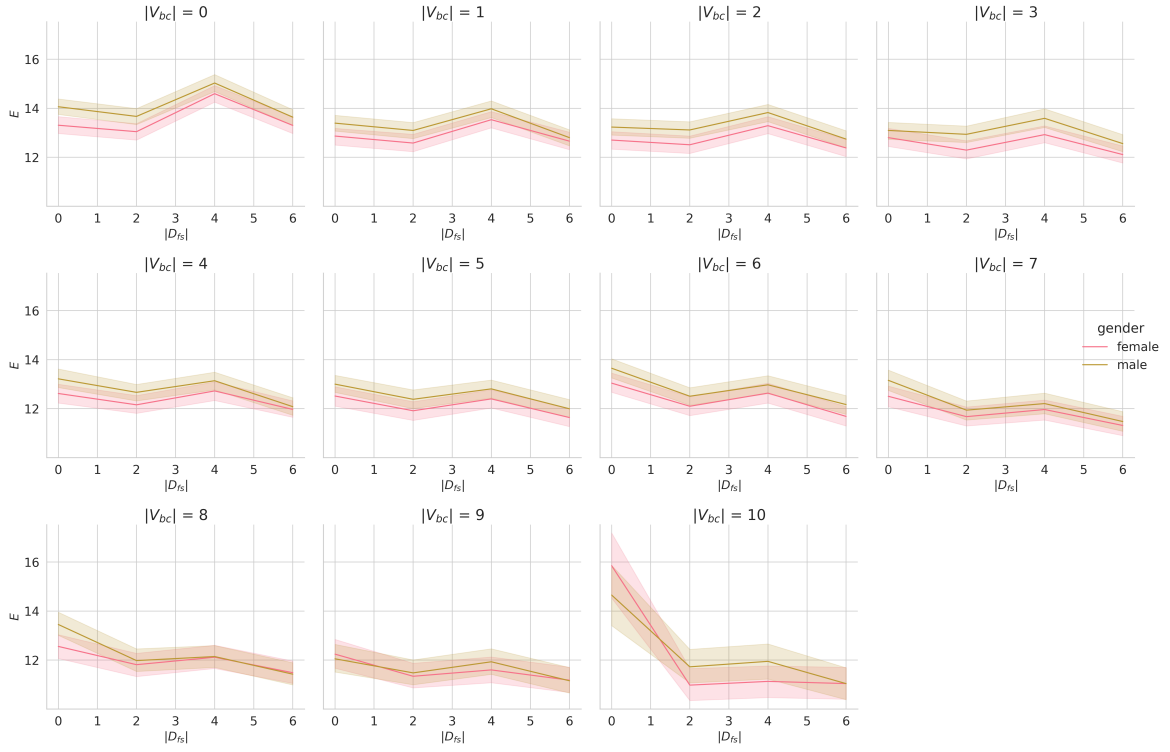 |V_bc| = 0 |V_bc| = 1 |V_bc| = 2 |V_bc| = 3
16
14
12
E
0 1 2 3 4 5 6 0 1 2 3 4 5 6 0 1 2 3 4 5 6 0 1 2 3 4 5 6
|D_fs| |D_fs| |D_fs| |D_fs|
|V_bc| = 4 |V_bc| = 5 |V_bc| = 6 |V_bc| = 7
16
14
12
E
gender
female
male
0 1 2 3 4 5 6 0 1 2 3 4 5 6 0 1 2 3 4 5 6 0 1 2 3 4 5 6
|D_fs| |D_fs| |D_fs| |D_fs|
|V_bc| = 8 |V_bc| = 9 |V_bc| = 10
16
14
12
E
0 1 2 3 4 5 6 0 1 2 3 4 5 6 0 1 2 3 4 5 6
|D_fs| |D_fs| |D_fs|